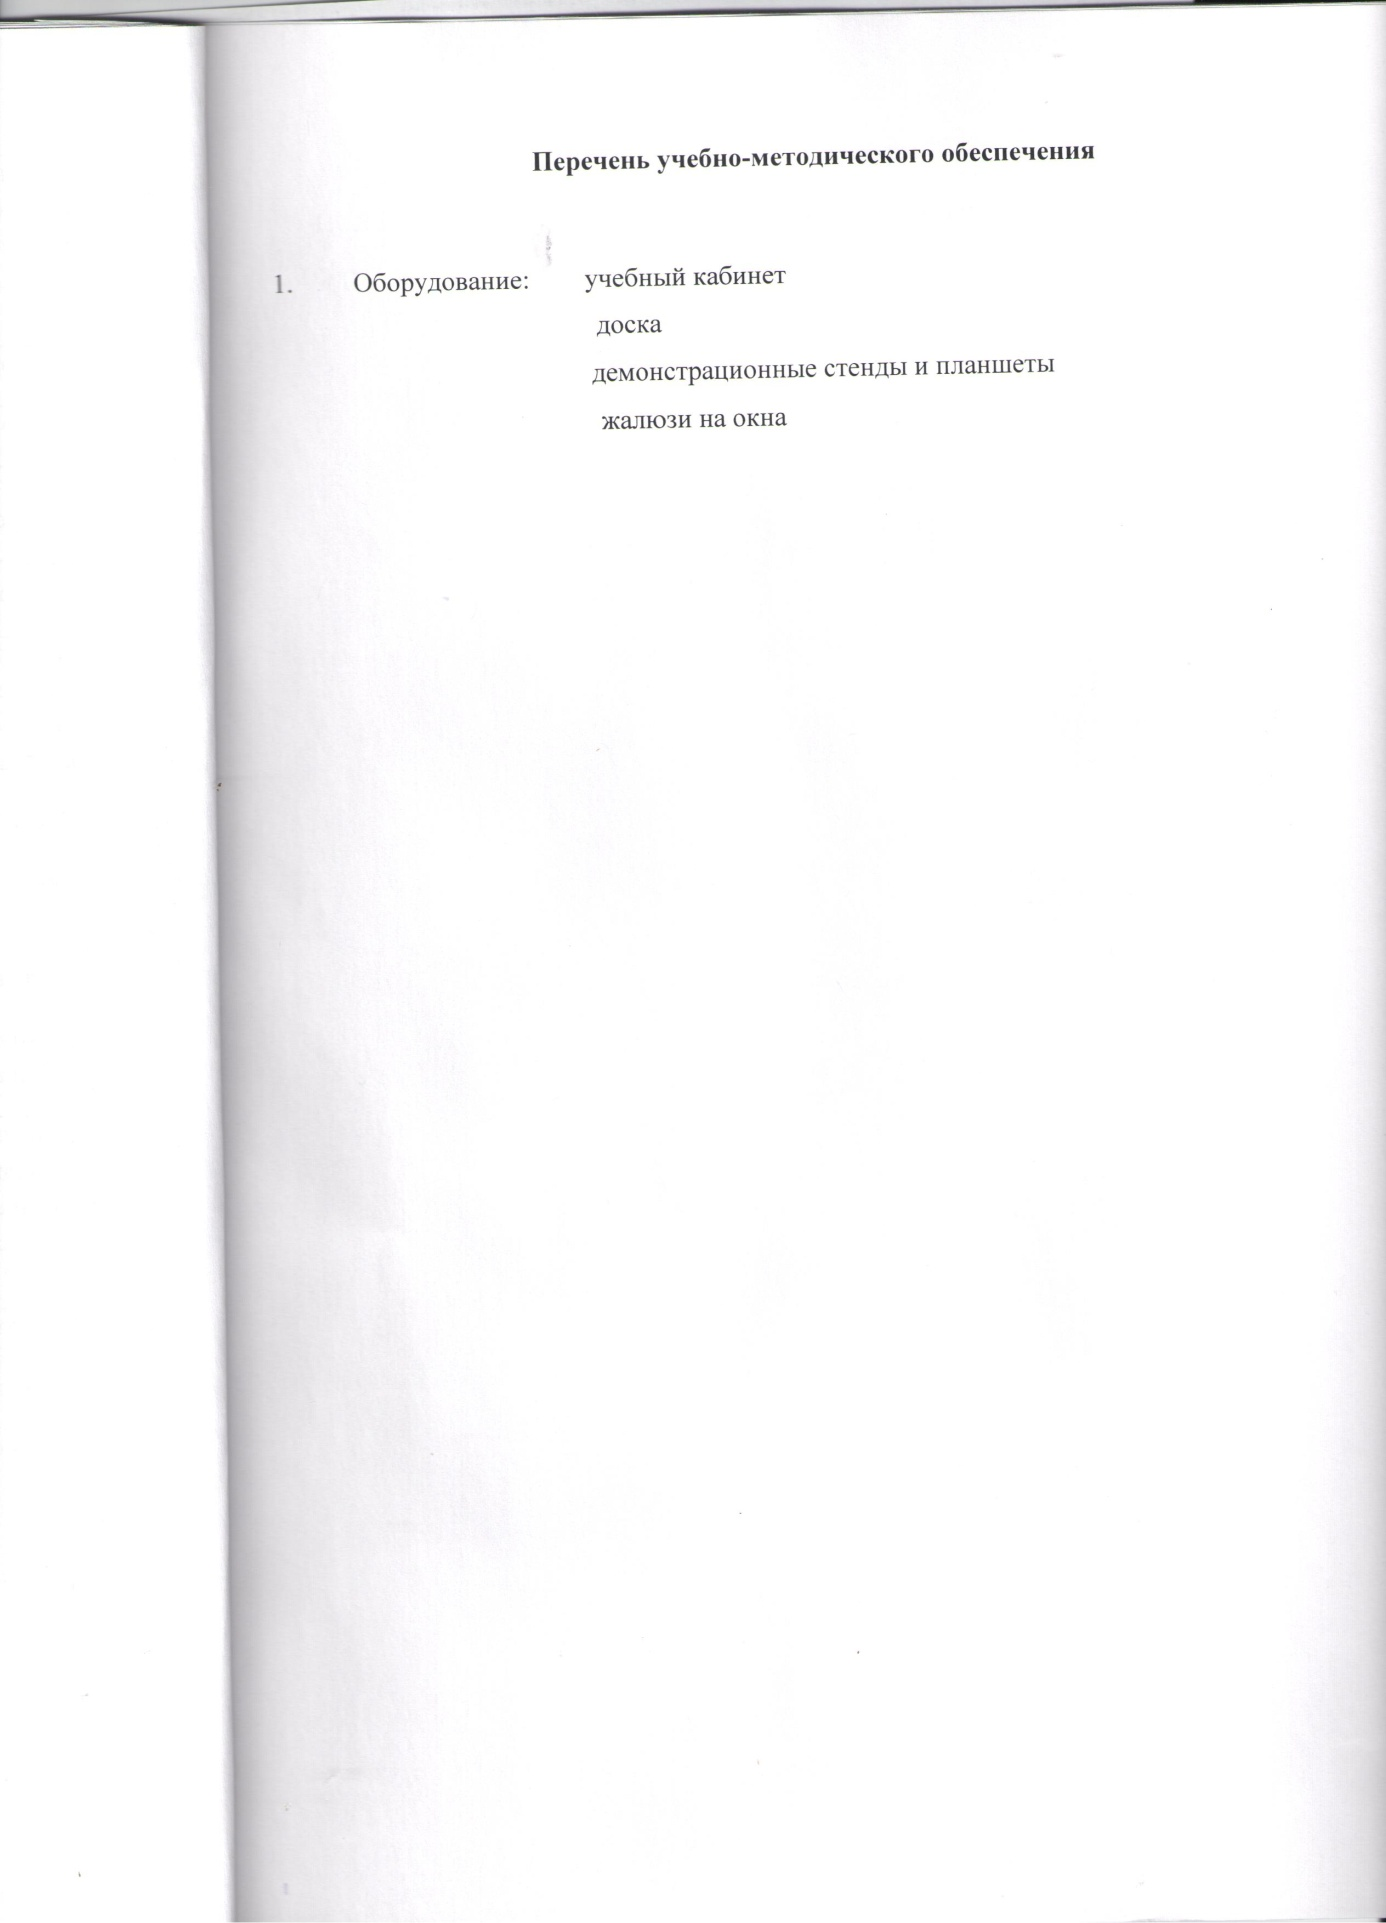 Перечень учебно-методического обеспечения
1. Оборудование: учебный кабинет
доска
демонстрационные стенды и планшеты
жалюзи на окна